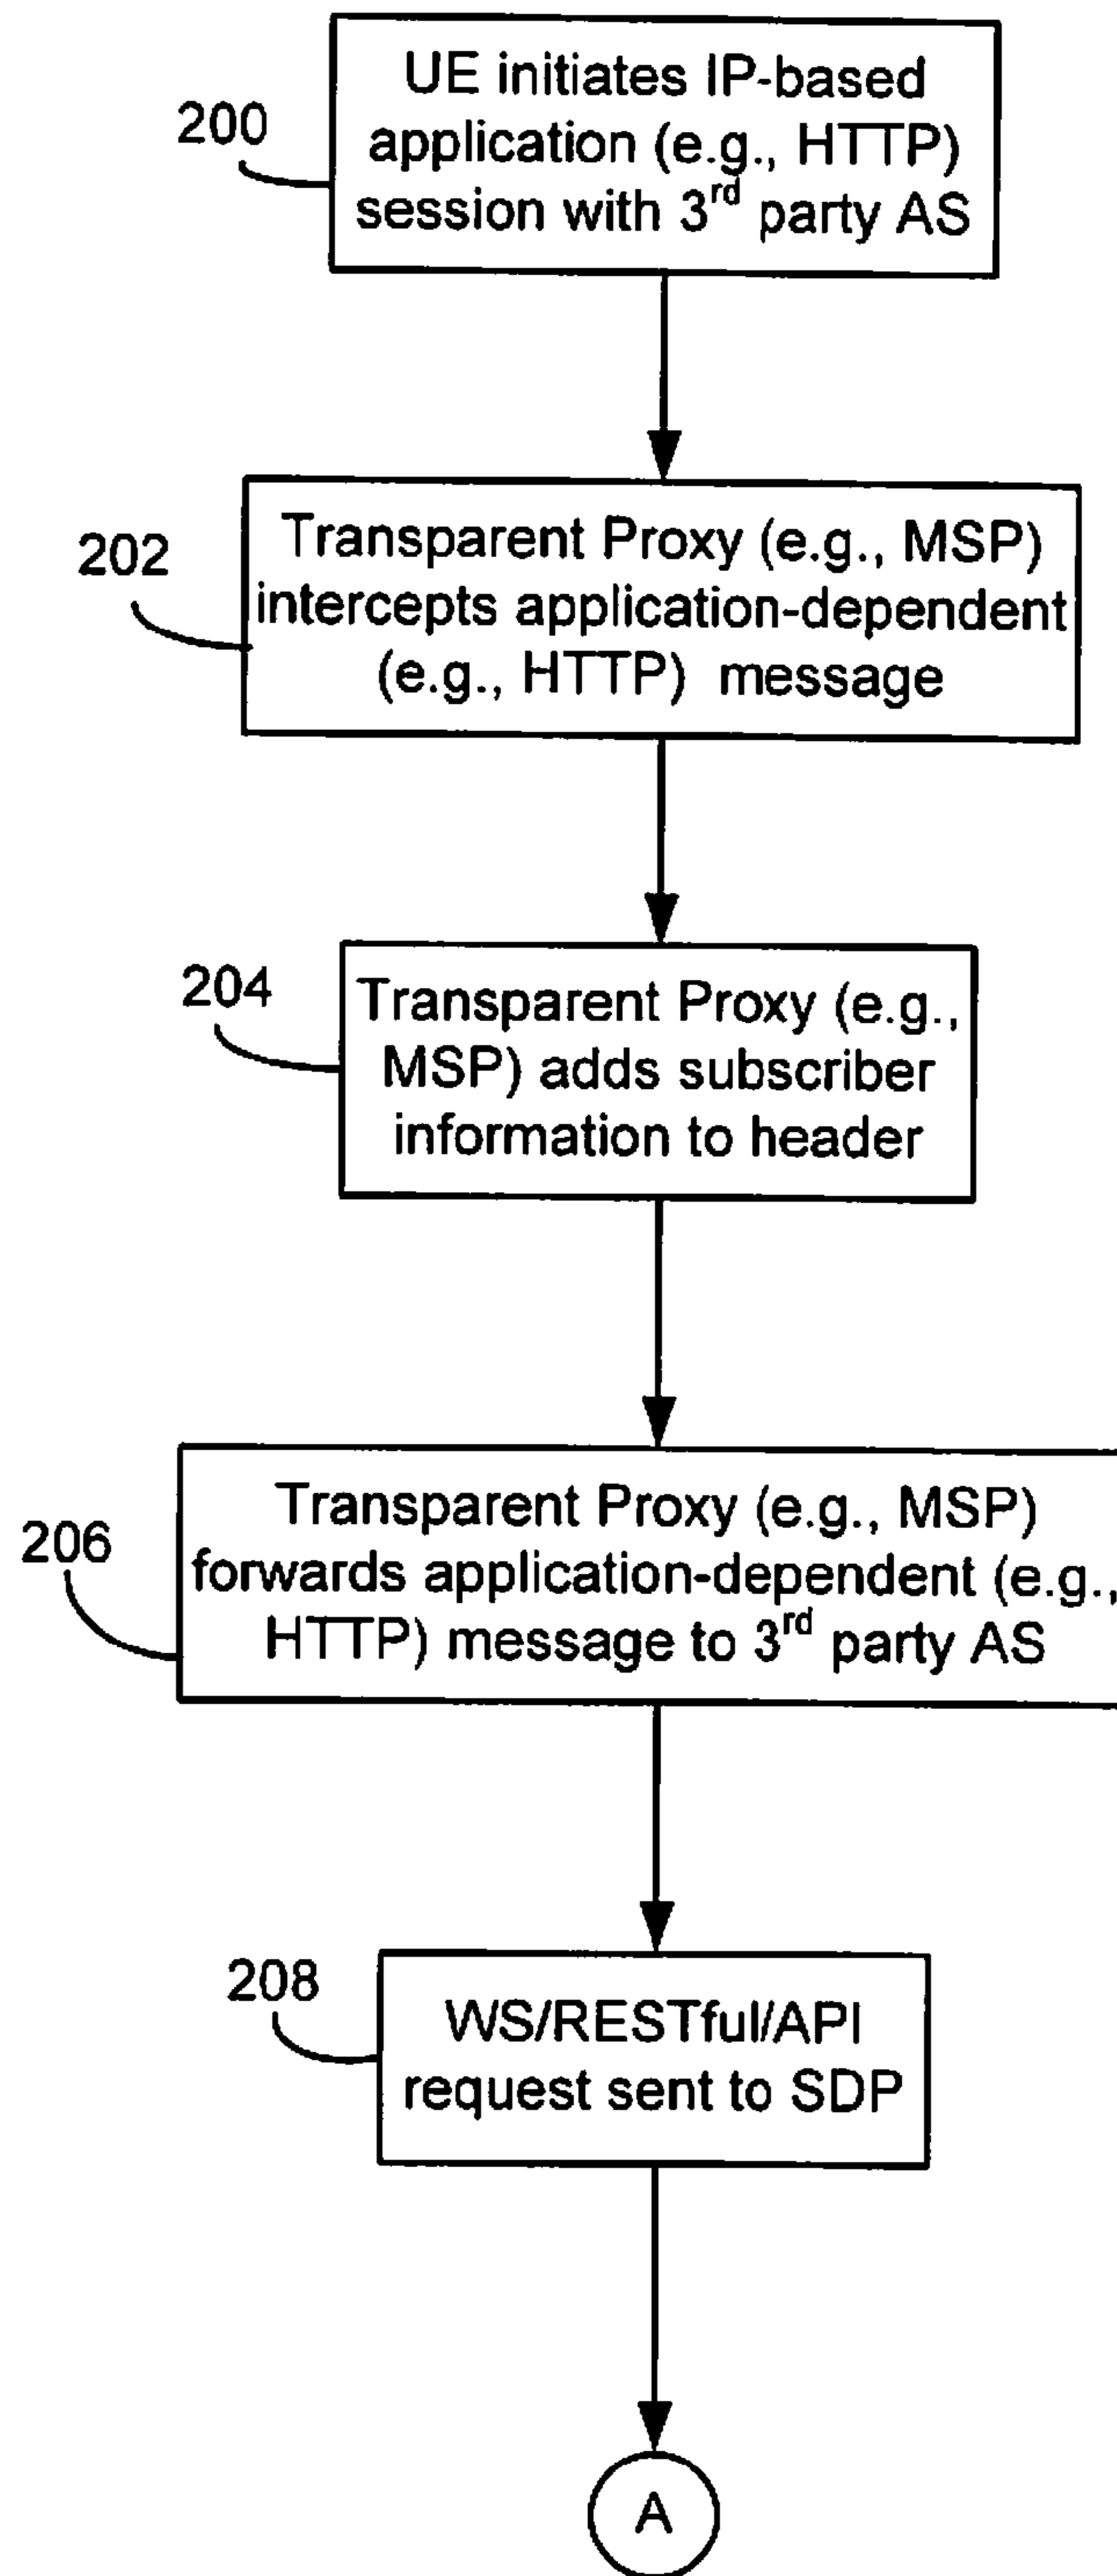 200
UE initiates IP-based
application (e.g., HTTP)
session with 3rd party AS
202
Transparent Proxy (e.g., MSP)
intercepts application-dependent
(e.g., HTTP) message
204
Transparent Proxy (e.g.,
MSP) adds subscriber
information to header
206
Transparent Proxy (e.g., MSP)
forwards application-dependent (e.g.,
HTTP) message to 3rd party AS
208
WS/RESTful/API
request sent to SDP
A